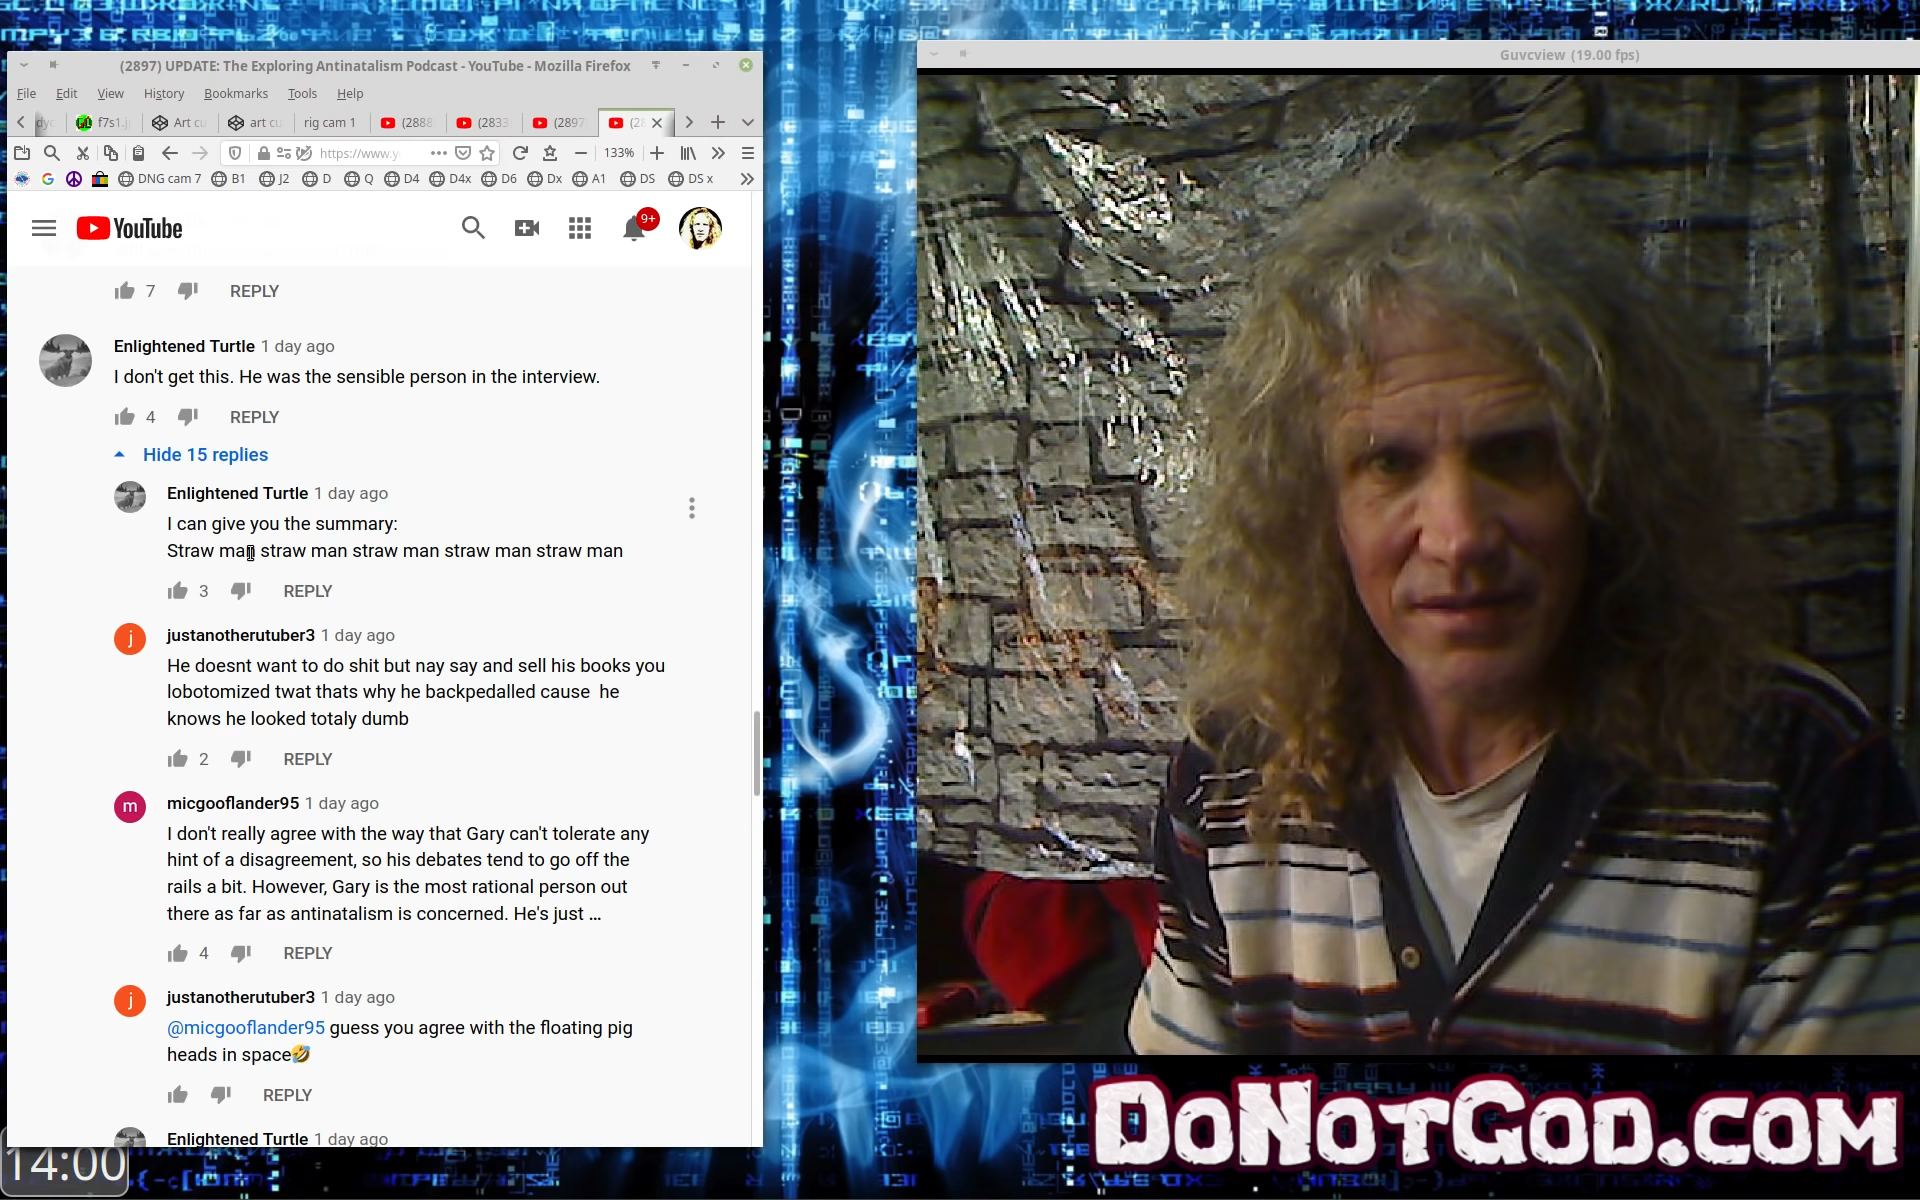 (2897) UPDATE: The Exploring Antinatalism Podcast - YouTube - Mozilla Firefox
File Edit View History Bookmarks Tools Help
f7s1.j Art cu art cu rig cam 1 (2888 (2833 (2897 (28
https://www.y 133%
DNG cam 7 B1 J2 D Q D4 D4x D6 Dx A1 DS DS x
YouTube 9+
7 REPLY
Enlightened Turtle 1 day ago
I don't get this. He was the sensible person in the interview.
4 REPLY
Hide 15 replies
Enlightened Turtle 1 day ago
I can give you the summary:
Straw man straw man straw man straw man straw man
3 REPLY
justanotherutuber3 1 day ago
He doesnt want to do shit but nay say and sell his books you
lobotomized twat thats why he backpedalled cause he
knows he looked totaly dumb
2 REPLY
micgooflander95 1 day ago
I don't really agree with the way that Gary can't tolerate any
hint of a disagreement, so his debates tend to go off the
rails a bit. However, Gary is the most rational person out
there as far as antinatalism is concerned. He's just ...
4 REPLY
justanotherutuber3 1 day ago
@micgooflander95 guess you agree with the floating pig
heads in space🤣
REPLY
Enlightened Turtle 1 day ago
14:00
Guvcview (19.00 fps)
DoNotGod.com